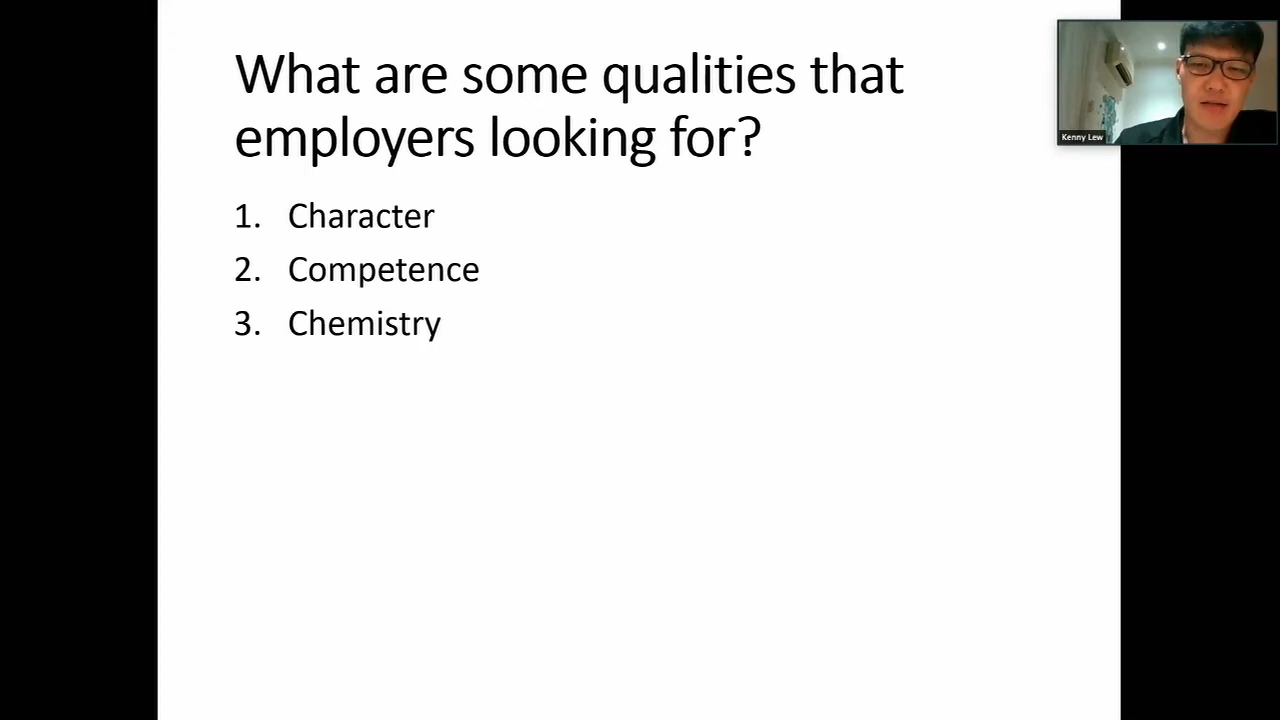 What are some qualities that
employers looking for?
1. Character
2. Competence
3. Chemistry
Kenny Lew